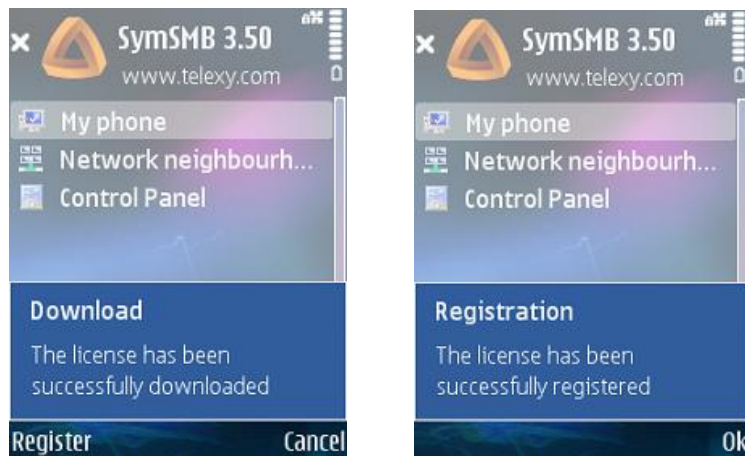 SymSMB 3.50
www.telexy.com
My phone
Network neighbourh...
Control Panel
Download
The license has been
successfully downloaded
Register Cancel
SymSMB 3.50
www.telexy.com
My phone
Network neighbourh...
Control Panel
Registration
The license has been
successfully registered
Ok